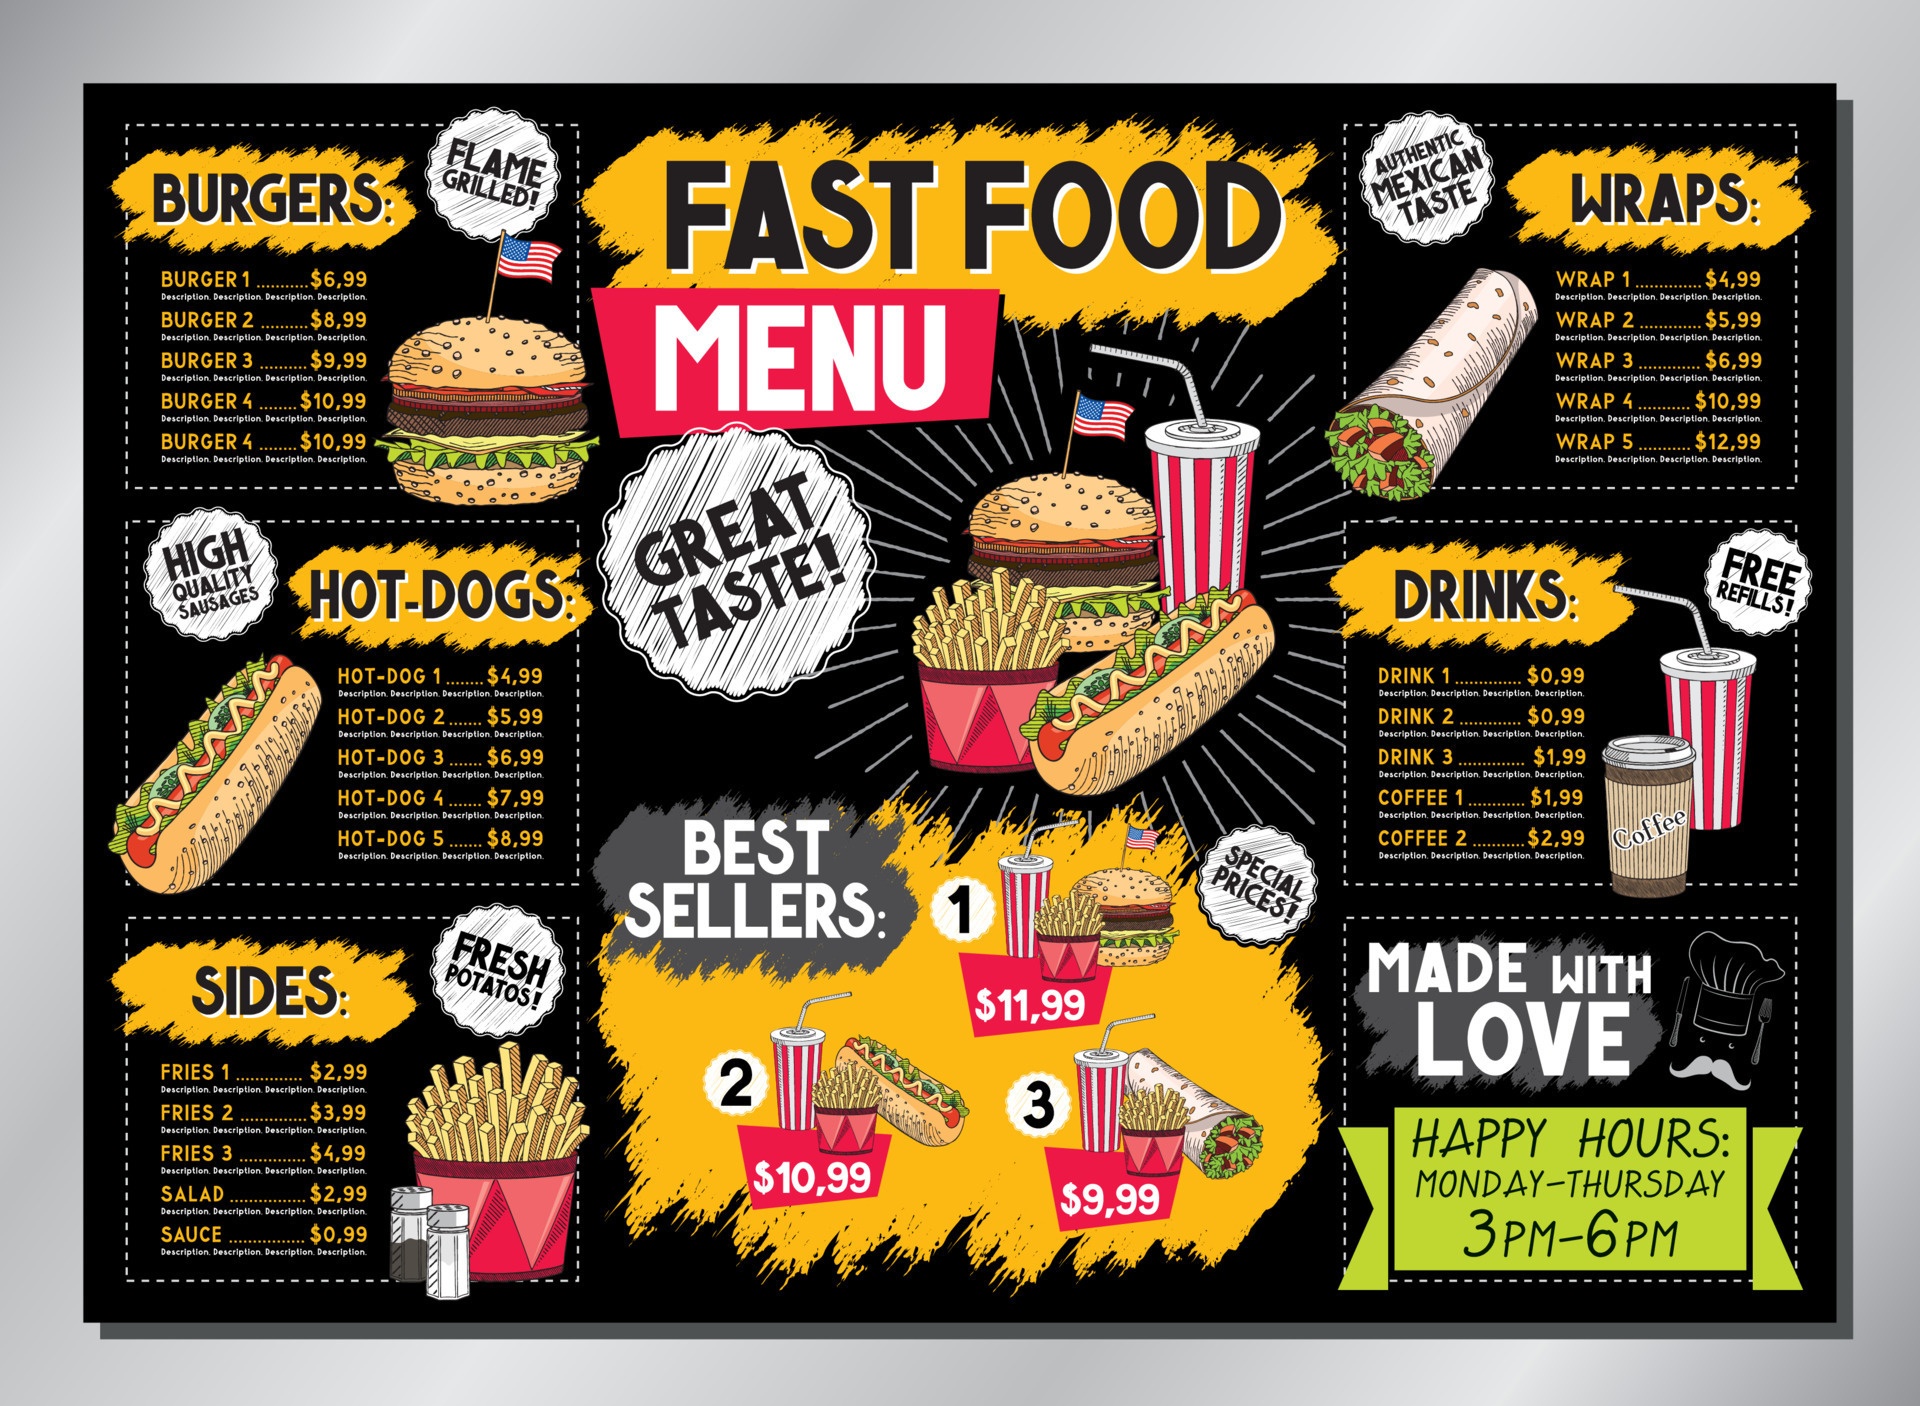 FLAME
GRILLED!
BURGERS:
BURGER 1 ........... $6,99
Description. Description. Description. Description.
BURGER 2 .......... $8,99
Description. Description. Description. Description.
BURGER 3 .......... $9,99
Description. Description. Description. Description.
BURGER 4 ........ $10,99
Description. Description. Description. Description.
BURGER 4 ........ $10,99
Description. Description. Description. Description.
HIGH
QUALITY
SAUSAGES
HOT-DOGS:
HOT-DOG 1 ........ $4,99
Description. Description. Description. Description.
HOT-DOG 2 ....... $5,99
Description. Description. Description. Description.
HOT-DOG 3 ....... $6,99
Description. Description. Description. Description.
HOT-DOG 4 ....... $7,99
Description. Description. Description. Description.
HOT-DOG 5 ....... $8,99
Description. Description. Description. Description.
SIDES:
FRESH
POTATOS!
FRIES 1 .............. $2,99
Description. Description. Description. Description.
FRIES 2 .............. $3,99
Description. Description. Description. Description.
FRIES 3 .............. $4,99
Description. Description. Description. Description.
SALAD ................ $2,99
Description. Description. Description. Description.
SAUCE ................ $0,99
Description. Description. Description. Description.
FAST FOOD
MENU
GREAT
TASTE!
BEST
SELLERS:
SPECIAL
PRICES!
1
$11,99
2
$10,99
3
$9,99
AUTHENTIC
MEXICAN
TASTE
WRAPS:
WRAP 1 .............. $4,99
Description. Description. Description. Description.
WRAP 2 ............. $5,99
Description. Description. Description. Description.
WRAP 3 ............. $6,99
Description. Description. Description. Description.
WRAP 4 ........... $10,99
Description. Description. Description. Description.
WRAP 5 ........... $12,99
Description. Description. Description. Description.
DRINKS:
FREE
REFILLS!
DRINK 1 .............. $0,99
Description. Description. Description. Description.
DRINK 2 ............. $0,99
Description. Description. Description. Description.
DRINK 3 .............. $1,99
Description. Description. Description. Description.
COFFEE 1 ............ $1,99
Description. Description. Description. Description.
COFFEE 2 ........... $2,99
Description. Description. Description. Description.
Coffee
MADE WITH
LOVE
HAPPY HOURS:
MONDAY-THURSDAY
3PM-6PM